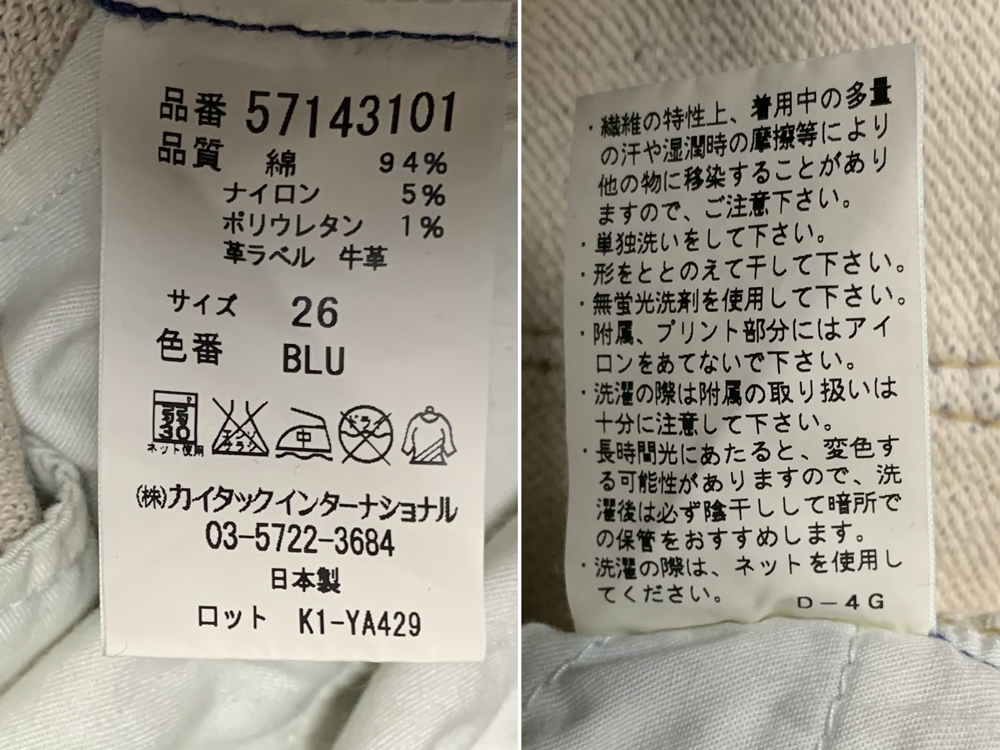 品番 57143101
品質 綿 94%
ナイロン 5%
ポリウレタン 1%
革ラベル 牛革
サイズ 26
色番 BLU
弱
30
ネット使用
エンソ
サラシ
中
ドライ
(株)カイタックインターナショナル
03-5722-3684
日本製
ロット K1-YA429
・繊維の特性上、着用中の多量
の汗や湿潤時の摩擦等により
他の物に移染することがあり
ますので、ご注意下さい。
・単独洗いをして下さい。
・形をととのえて干して下さい。
・無蛍光洗剤を使用して下さい。
・附属、プリント部分にはアイ
ロンをあてないで下さい。
・洗濯の際は附属の取り扱いは
十分に注意して下さい。
・長時間光にあたると、変色す
る可能性がありますので、洗
濯後は必ず陰干しして暗所で
の保管をおすすめします。
・洗濯の際は、ネットを使用し
てください。
D-4G